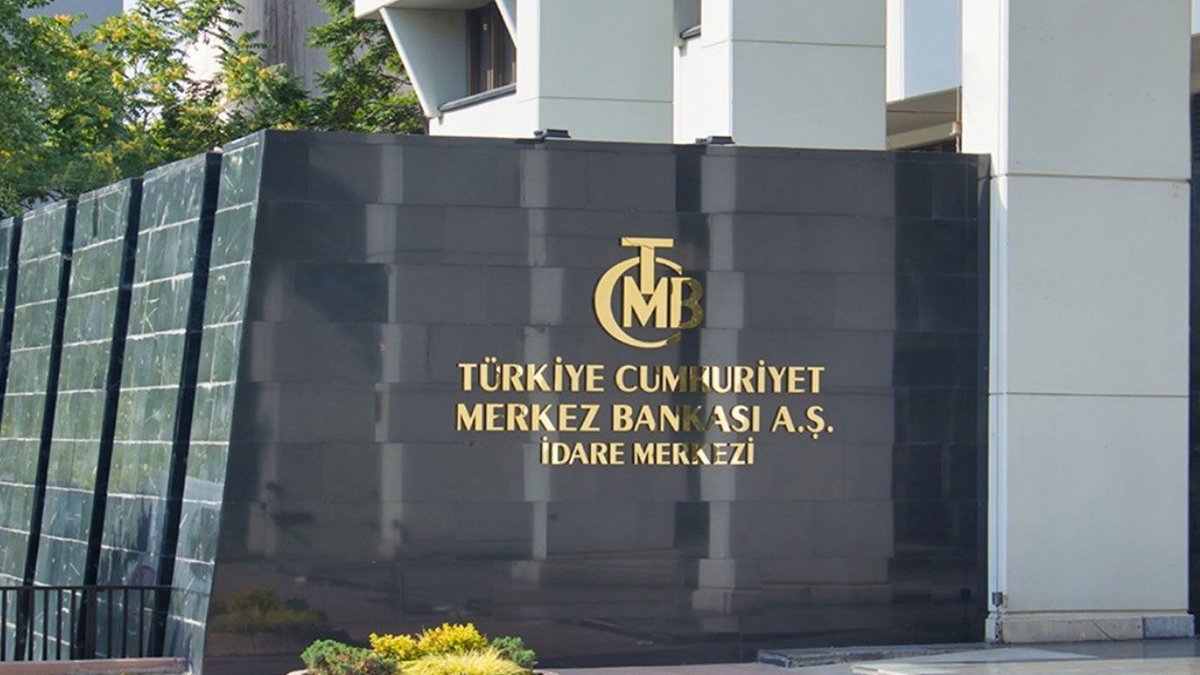 TCMB
TÜRKİYE CUMHURİYET
MERKEZ BANKASI A.Ş.
İDARE MERKEZİ